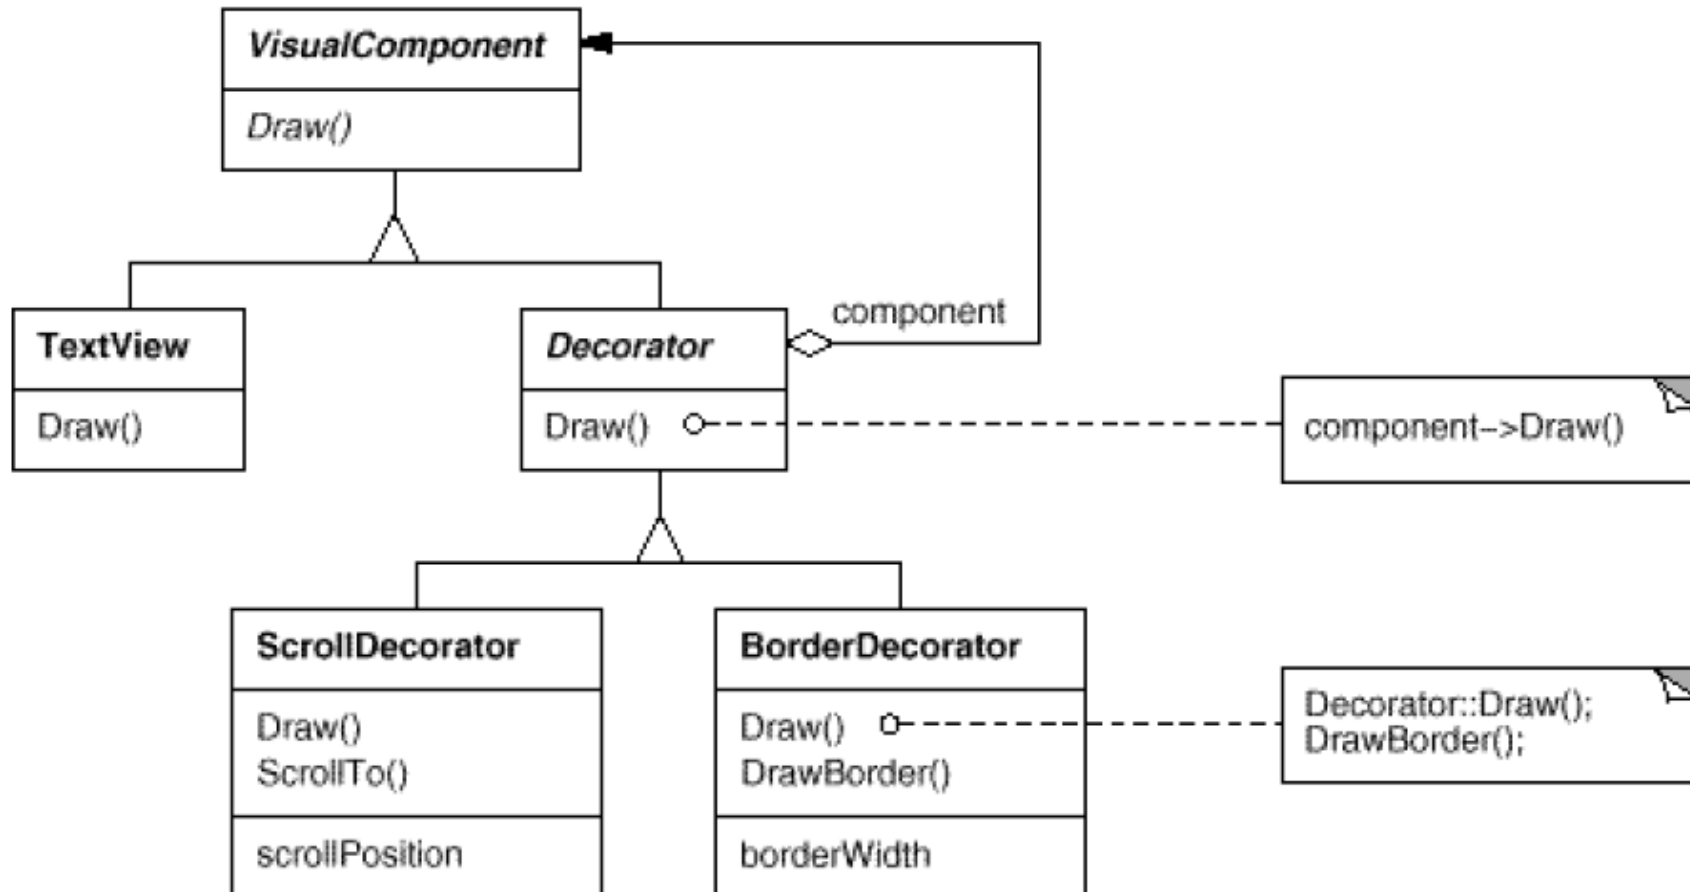 VisualComponent
Draw()
TextView
Draw()
Decorator
Draw()
component
component->Draw()
ScrollDecorator
Draw()
ScrollTo()
scrollPosition
BorderDecorator
Draw()
DrawBorder()
borderWidth
Decorator::Draw();
DrawBorder();